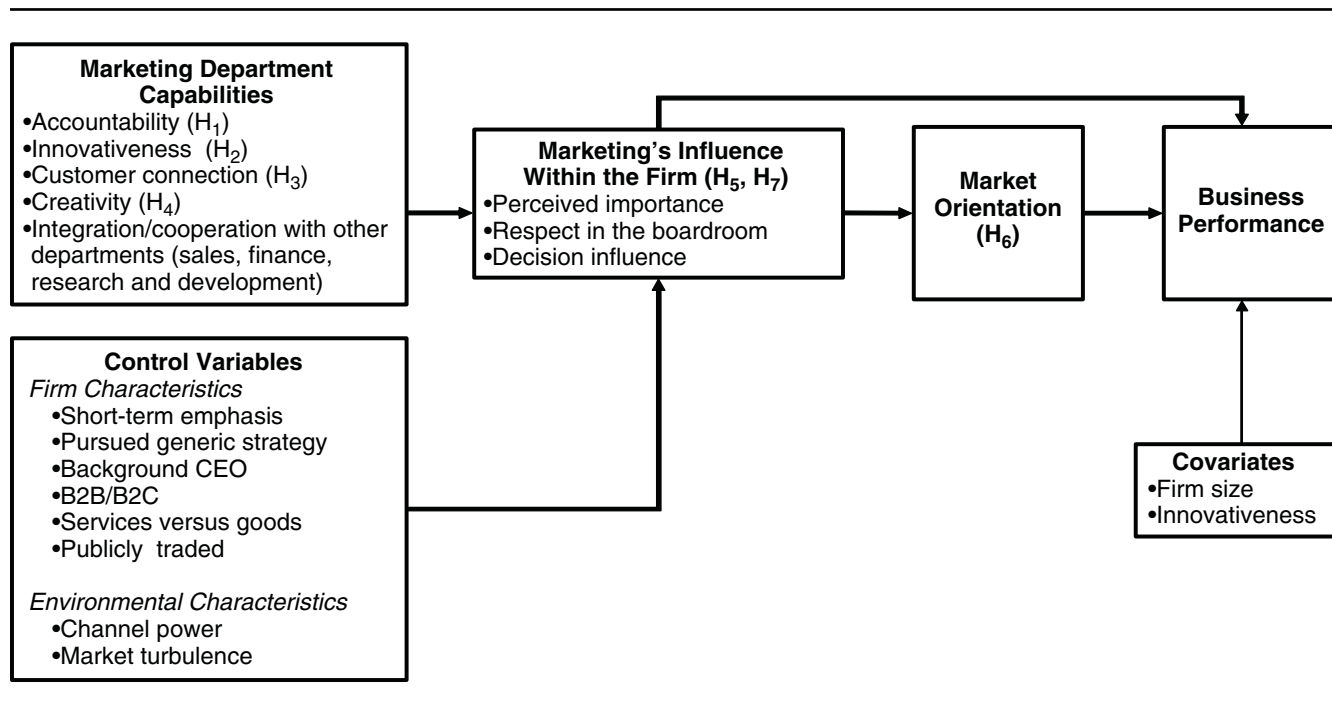 Marketing Department
Capabilities
•Accountability (H1)
•Innovativeness (H2)
•Customer connection (H3)
•Creativity (H4)
•Integration/cooperation with other
departments (sales, finance,
research and development)
Marketing’s Influence
Within the Firm (H5, H7)
•Perceived importance
•Respect in the boardroom
•Decision influence
Market
Orientation
(H6)
Business
Performance
Control Variables
Firm Characteristics
•Short-term emphasis
•Pursued generic strategy
•Background CEO
•B2B/B2C
•Services versus goods
•Publicly traded
Environmental Characteristics
•Channel power
•Market turbulence
Covariates
•Firm size
•Innovativeness